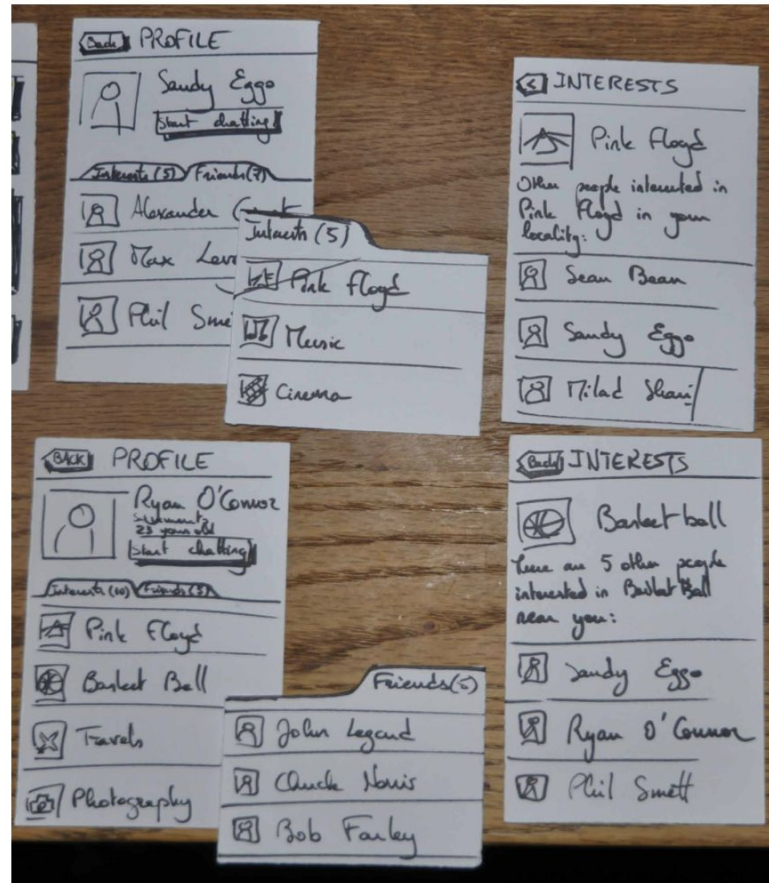 Back PROFILE
Sandy Eggo
Start chatting
Interests (5) Friends (7)
Alexander
Max
Phil
Interests (5)
Pink Floyd
Music
Cinema
INTERESTS
Pink Floyd
Other people interested in
Pink Floyd in your
locality:
Sean Bean
Sandy Eggo
Milad
BACK PROFILE
Ryan O'Connor
23 years old
Start chatting
Interests (10) Friends (5)
Pink Floyd
Basket Ball
Travels
Photography
Friends (5)
John Legend
Chuck Norris
Bob Farley
Back INTERESTS
Basket ball
There are 5 other people
interested in Basket Ball
near you:
Sandy Eggo
Ryan O'Connor
Phil Smett